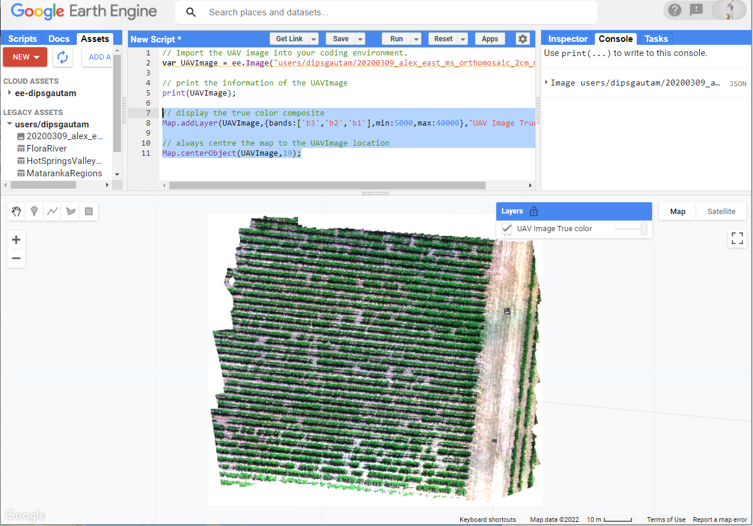 Google Earth Engine
Search places and datasets...
Scripts Docs Assets
NEW
ADD A
CLOUD ASSETS
ee-dipsgautam
LEGACY ASSETS
users/dipsgautam
20200309_alex_e...
FloraRiver
HotSpringsValley...
MatarankaRegions
New Script *
Get Link Save Run Reset Apps
1 // Import the UAV image into your coding environment.
2 var UAVImage = ee.Image("users/dipsgautam/20200309_alex_east_ms_orthomosaic_2cm_m
3
4 // print the information of the UAVImage
5 print(UAVImage);
6
7 // display the true color composite
8 Map.addLayer(UAVImage,{bands:['b3','b2','b1'],min:5000,max:40000},"UAV Image True
9
10 // always centre the map to the UAVImage location
11 Map.centerObject(UAVImage,19);
Inspector Console Tasks
Use print(...) to write to this console.
Image users/dipsgautam/20200309_a... JSON
Layers
UAV Image True color
Map Satellite
Google
Keyboard shortcuts Map data ©2022 10 m Terms of Use Report a map error